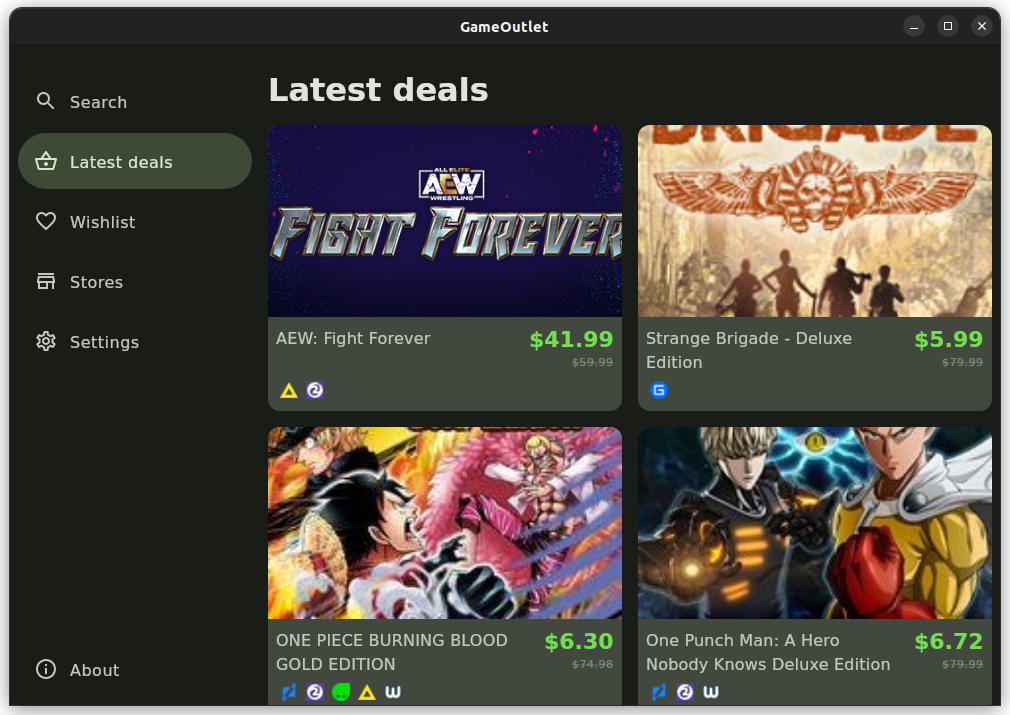 GameOutlet
Search
Latest deals
Wishlist
Stores
Settings
About
Latest deals
ALL ELITE
AEW
WRESTLING
FIGHT FOREVER
AEW: Fight Forever
$41.99
$59.99
BRIGADE
Strange Brigade - Deluxe
Edition
$5.99
$79.99
G
ONE PIECE BURNING BLOOD
GOLD EDITION
$6.30
$74.98
W
One Punch Man: A Hero
Nobody Knows Deluxe Edition
$6.72
$79.99
W